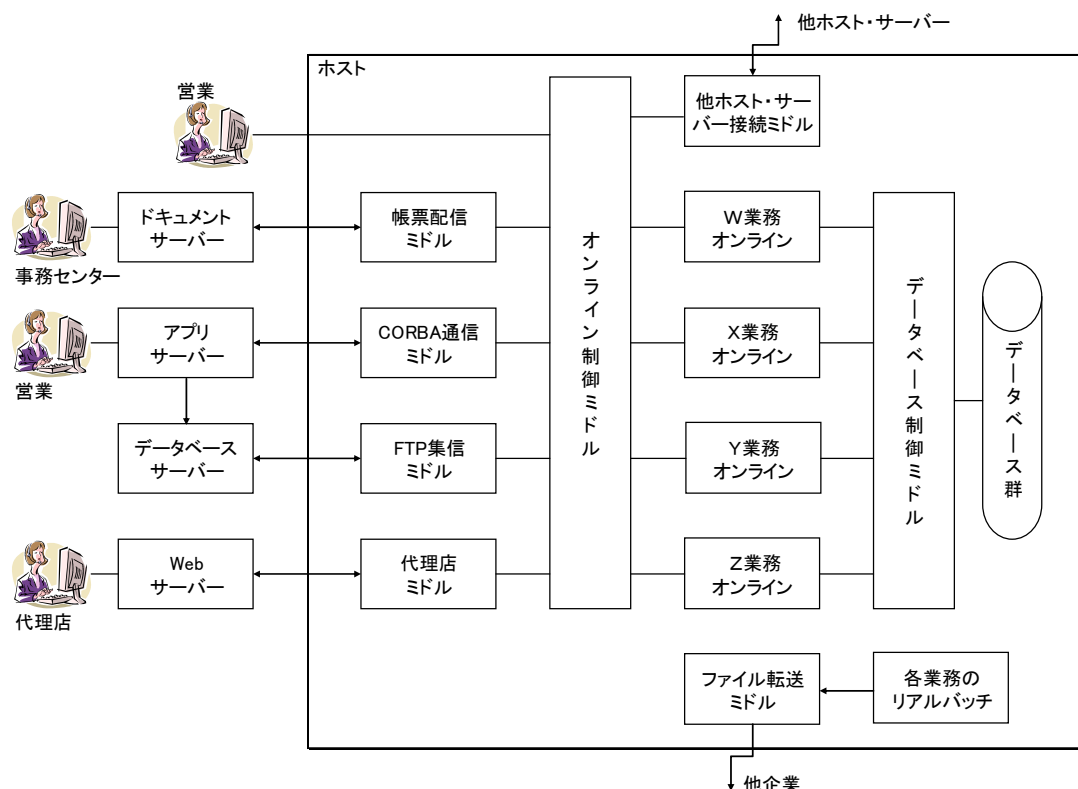 他ホスト・サーバー
ホスト
営業
他ホスト・サー
バー接続ミドル
ドキュメント
サーバー
帳票配信
ミドル
W業務
オンライン
事務センター
アプリ
サーバー
CORBA通信
ミドル
X業務
オンライン
営業
データベース
サーバー
FTP集信
ミドル
Y業務
オンライン
Web
サーバー
代理店
ミドル
Z業務
オンライン
代理店
オンライン制御ミドル
データベース制御ミドル
データベース群
ファイル転送
ミドル
各業務の
リアルバッチ
他企業